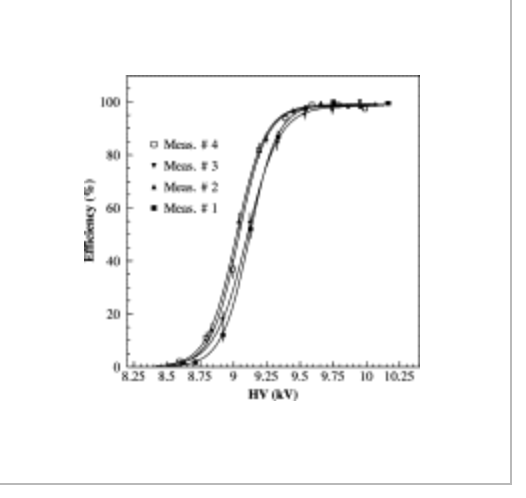 100
80
60
40
20
0
Efficiency (%)
Meas. # 4
Meas. # 3
Meas. # 2
Meas. # 1
8.25 8.5 8.75 9 9.25 9.5 9.75 10 10.25
HV (kV)